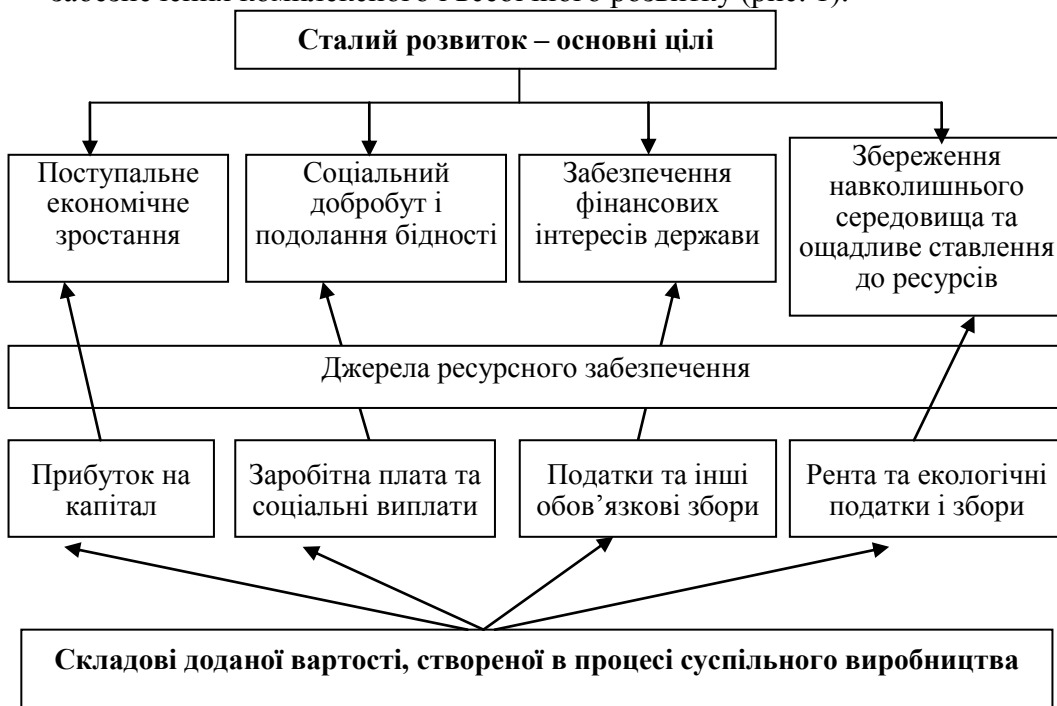 забезпечення комплексного і всебічного розвитку (рис. 1).
Сталий розвиток – основні цілі
Поступальне
економічне
зростання
Соціальний
добробут і
подолання бідності
Забезпечення
фінансових
інтересів держави
Збереження
навколишнього
середовища та
ощадливе ставлення
до ресурсів
Джерела ресурсного забезпечення
Прибуток на
капітал
Заробітна плата та
соціальні виплати
Податки та інші
обов’язкові збори
Рента та екологічні
податки і збори
Складові доданої вартості, створеної в процесі суспільного виробництва